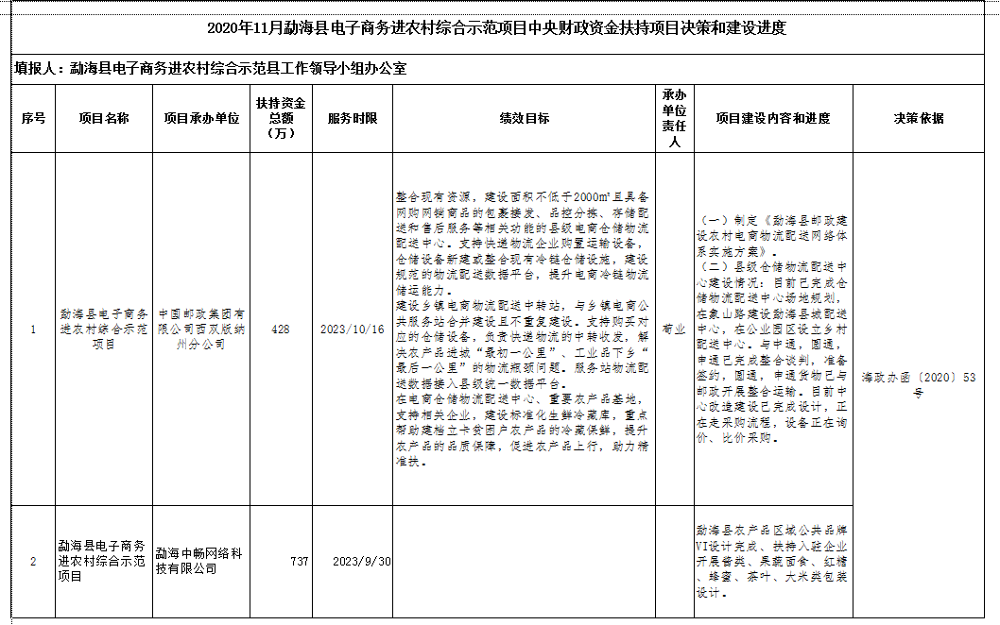 2020年11月勐海县电子商务进农村综合示范项目中央财政资金扶持项目决策和建设进度
填报人：勐海县电子商务进农村综合示范县工作领导小组办公室
序号
项目名称
项目承办单位
扶持资金
总额
（万）
服务时限
绩效目标
承办
单位
责任
人
项目建设内容和进度
决策依据
1
勐海县电子商务
进农村综合示范
项目
中国邮政集团有
限公司西双版纳
州分公司
428
2023/10/16
整合现有资源，建设面积不低于2000㎡且具备
网购网销商品的包裹接发、品控分拣、存储配
送和售后服务等相关功能的县级电商仓储物流
配送中心。支持快递物流企业购置运输设备，
仓储设备新建或整合现有冷链仓储设施，建设
规范的物流配送数据平台，提升电商冷链物流
储运能力。
建设乡镇电商物流配送中转站，与乡镇电商公
共服务站合并建设且不重复建设。支持购买对
应的仓储设备，负责快递物流的中转收发，解
决农产品进城“最初一公里”、工业品下乡“
最后一公里”的物流瓶颈问题。服务站物流配
送数据接入县级统一数据平台。
在电商仓储物流配送中心、重要农产品基地，
支持相关企业，建设标准化生鲜冷藏库，重点
帮助建档立卡贫困户农产品的冷藏保鲜，提升
农产品的品质保障，促进农产品上行，助力精
准扶。
苟业
（一）制定《勐海县邮政建
设农村电商物流配送网络体
系实施方案》。
（二）县级仓储物流配送中
心建设情况：目前已完成仓
储物流配送中心场地规划，
在象山路建设勐海县城配送
中心，在公业园区设立乡村
配送中心。与中通，圆通，
申通已完成整合谈判，准备
签约，圆通，申通货物已与
邮政开展整合运输。目前中
心改造建设已完成设计，正
在走采购流程，设备正在询
价、比价采购。
海政办函〔2020〕53
号
2
勐海县电子商务
进农村综合示范
项目
勐海中畅网络科
技有限公司
737
2023/9/30
勐海县农产品区域公共品牌
VI设计完成、扶持入驻企业
开展酱类、果蔬面食、红糖
、蜂蜜、茶叶、大米类包装
设计。